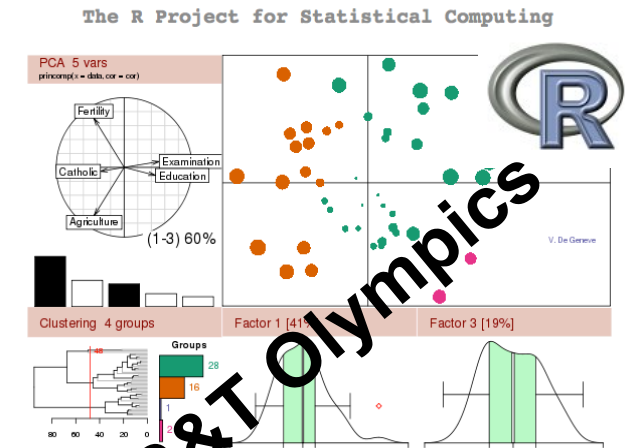 The R Project for Statistical Computing
PCA 5 vars
princomp(x = data, cor = cor)
Fertility
Catholic
Examination
Education
Agriculture
(1-3) 60%
V. De Geneve
R
Clustering 4 groups
Factor 1 [41%
Factor 3 [19%]
Groups
48
28
16
1
2
80 60 40 20 0
&T Olympics